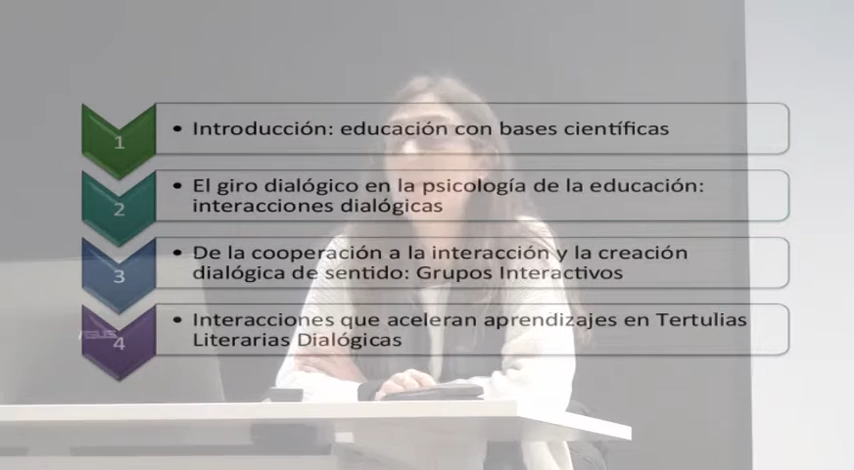 1
• Introducción: educación con bases científicas
2
• El giro dialógico en la psicología de la educación:
interacciones dialógicas
3
• De la cooperación a la interacción y la creación
dialógica de sentido: Grupos Interactivos
ASUS
4
• Interacciones que aceleran aprendizajes en Tertulias
Literarias Dialógicas